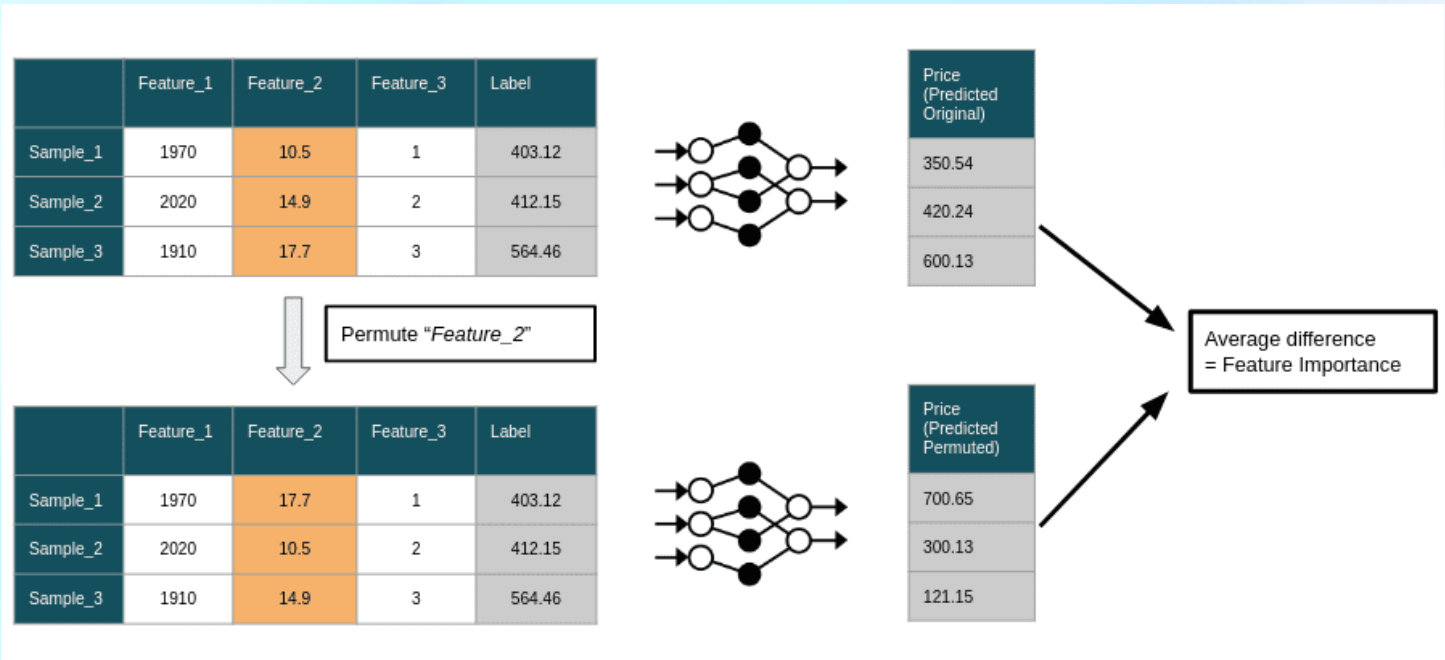 Feature_1 Feature_2 Feature_3 Label
Sample_1 1970 10.5 1 403.12
Sample_2 2020 14.9 2 412.15
Sample_3 1910 17.7 3 564.46
Price
(Predicted
Original)
350.54
420.24
600.13
Permute “Feature_2”
Average difference
= Feature Importance
Feature_1 Feature_2 Feature_3 Label
Sample_1 1970 17.7 1 403.12
Sample_2 2020 10.5 2 412.15
Sample_3 1910 14.9 3 564.46
Price
(Predicted
Permuted)
700.65
300.13
121.15